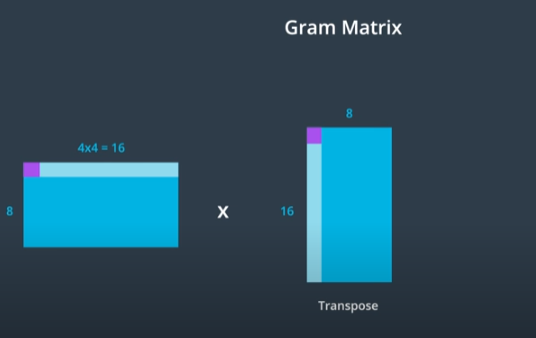 Gram Matrix
8
4x4 = 16
8
x
16
Transpose